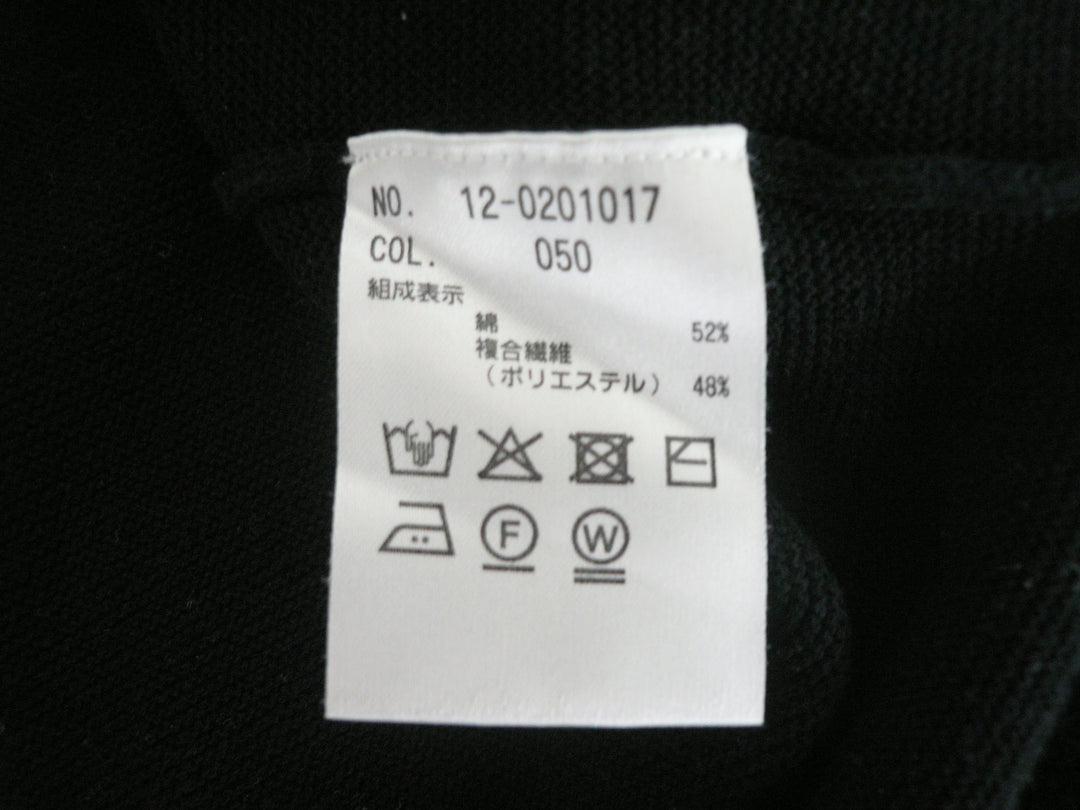 NO. 12-0201017
COL. 050
組成表示
綿 52%
複合繊維
(ポリエステル) 48%
F W